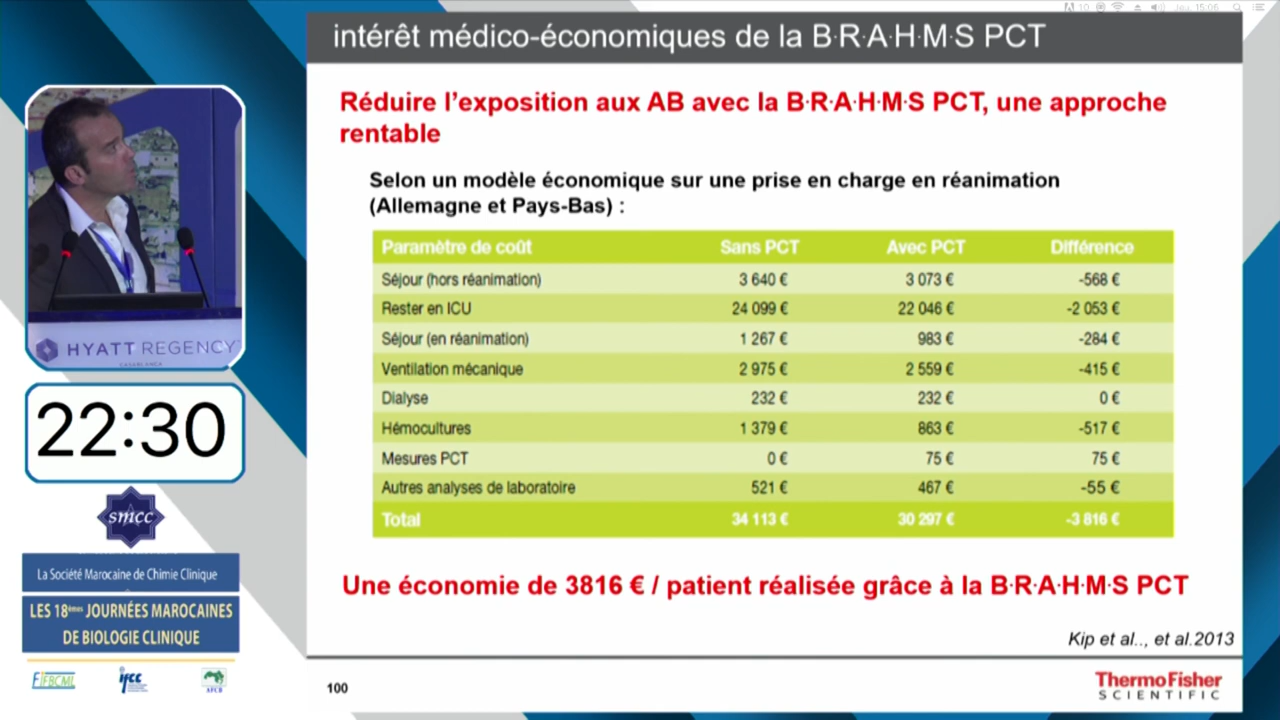 intérêt médico-économiques de la B·R·A·H·M·S PCT
Réduire l'exposition aux AB avec la B·R·A·H·M·S PCT, une approche
rentable
Selon un modèle économique sur une prise en charge en réanimation
(Allemagne et Pays-Bas) :
Paramètre de coût Sans PCT Avec PCT Différence
Séjour (hors réanimation) 3 640 € 3 073 € -568 €
Rester en ICU 24 099 € 22 046 € -2 053 €
Séjour (en réanimation) 1 267 € 983 € -284 €
Ventilation mécanique 2 975 € 2 559 € -415 €
Dialyse 232 € 232 € 0 €
Hémocultures 1 379 € 863 € -517 €
Mesures PCT 0 € 75 € 75 €
Autres analyses de laboratoire 521 € 467 € -55 €
Total 34 113 € 30 297 € -3 816 €
Une économie de 3816 € / patient réalisée grâce à la B·R·A·H·M·S PCT
Kip et al.., et al.2013
100
ThermoFisher
SCIENTIFIC
HYATT REGENCY
CASABLANCA
22:30
smcc
La Société Marocaine de Chimie Clinique
LES 18èmes JOURNÉES MAROCAINES
DE BIOLOGIE CLINIQUE
FIFBCML
ifcc
AFCB